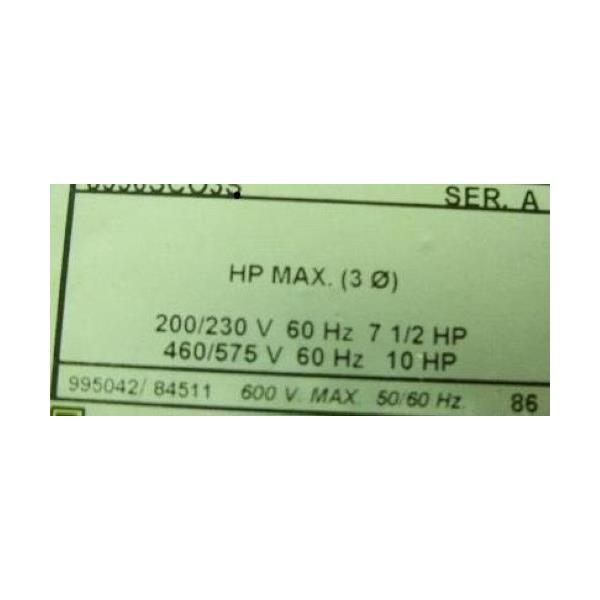 SER. A
HP MAX. (3 Ø)
200/230 V 60 Hz 7 1/2 HP
460/575 V 60 Hz 10 HP
995042/ 84511 600 V. MAX. 50/60 Hz. 86